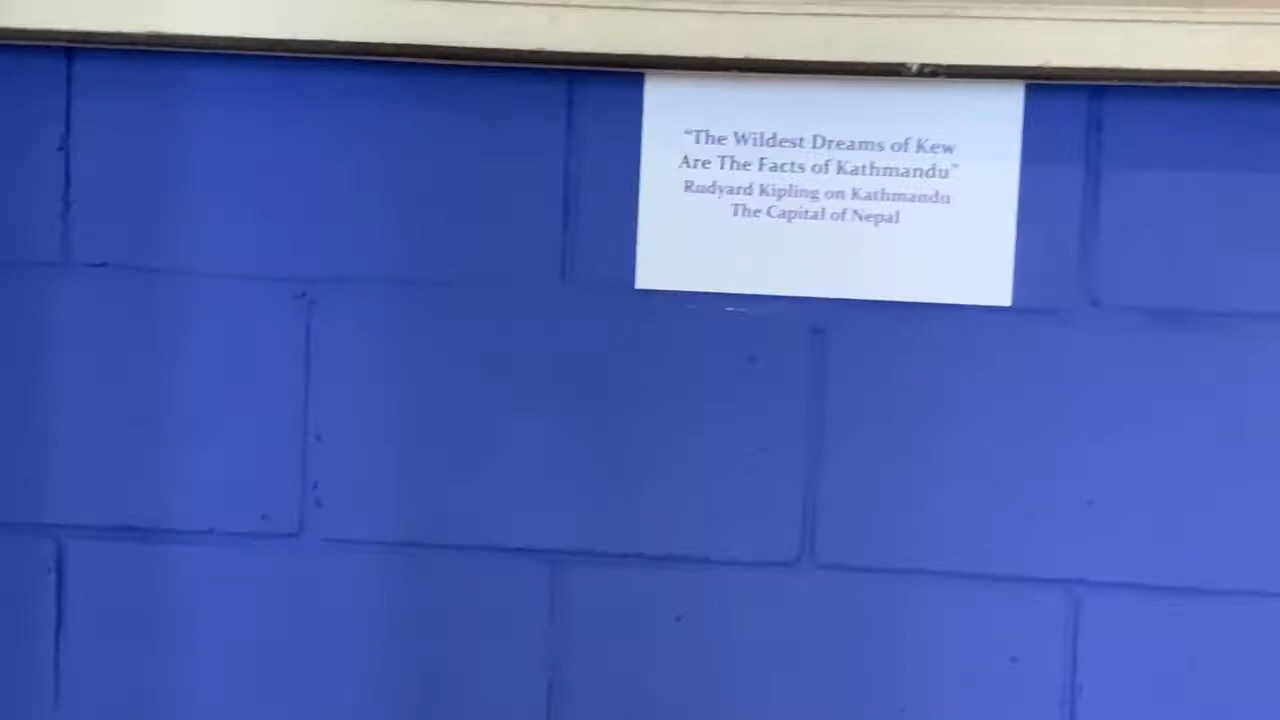 “The Wildest Dreams of Kew
Are The Facts of Kathmandu”
Rudyard Kipling on Kathmandu
The Capital of Nepal